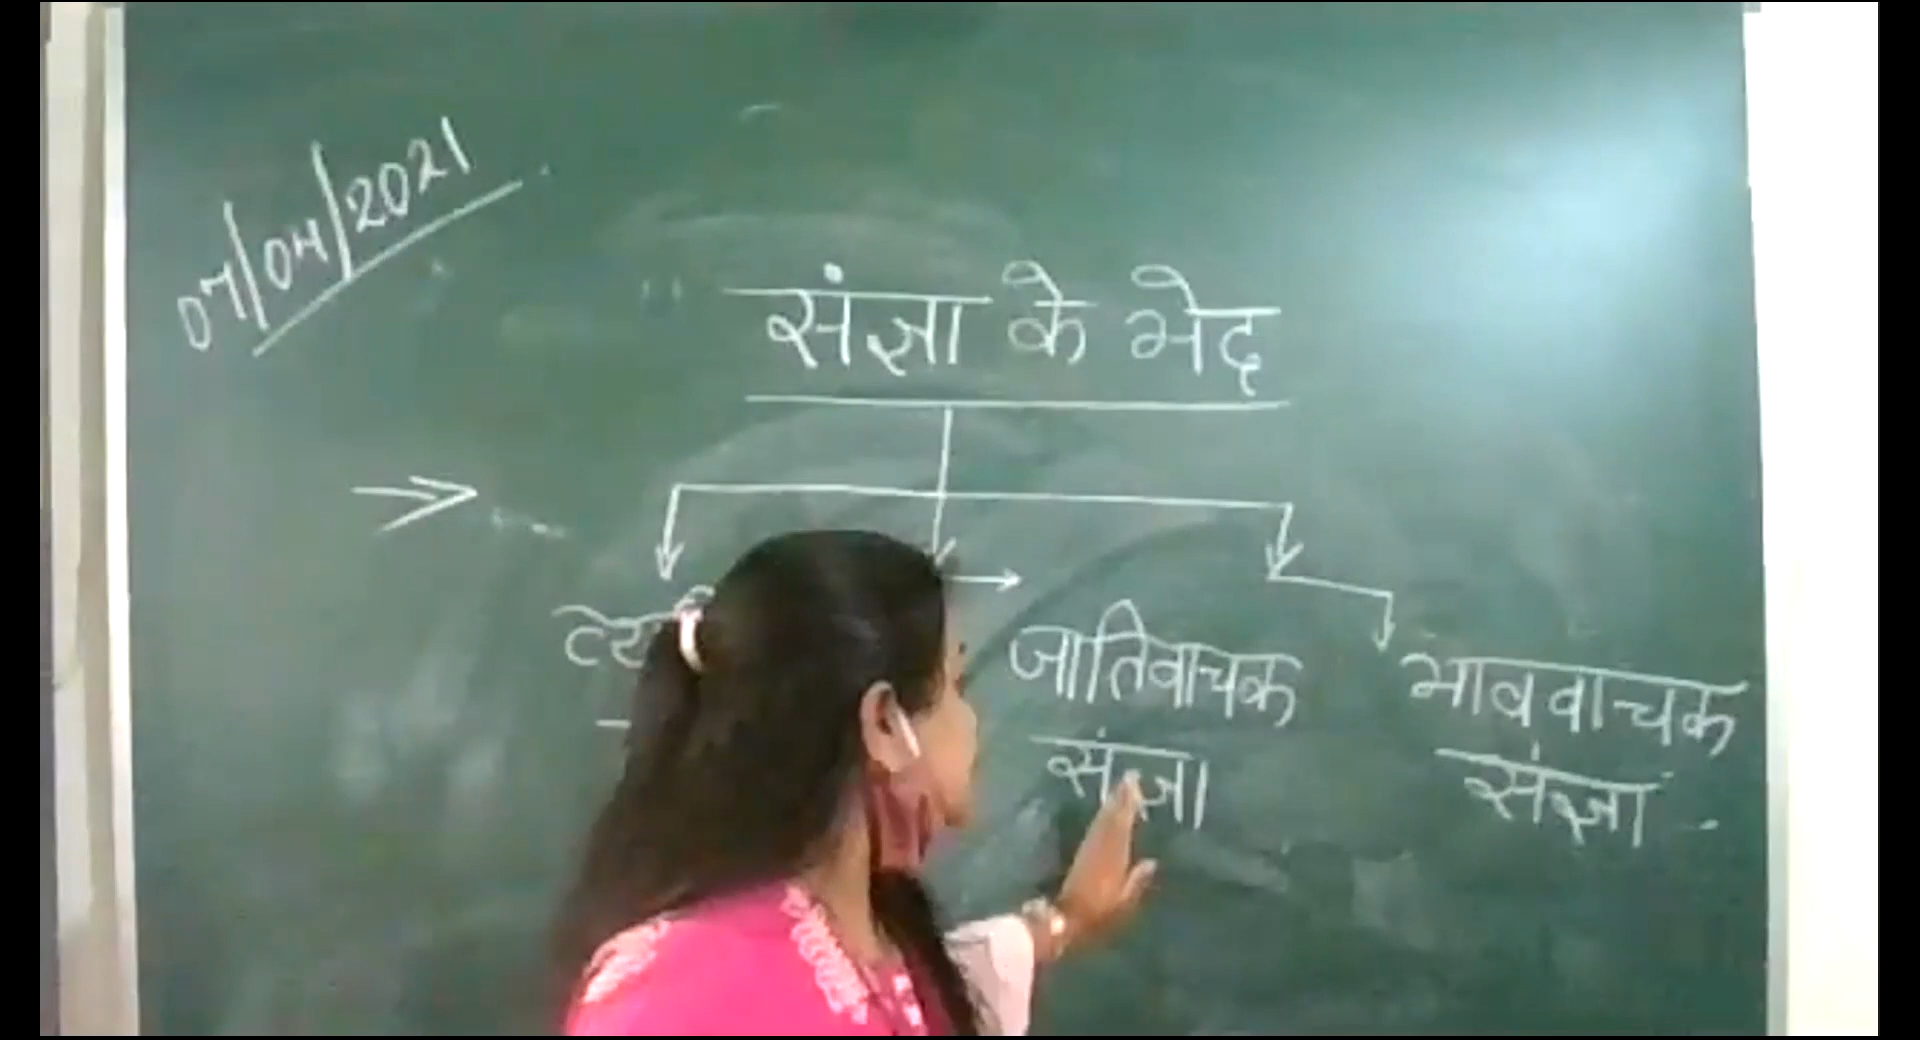 07/04/2021
संज्ञा के भेद
जातिवाचक
संज्ञा
भाववाचक
संज्ञा